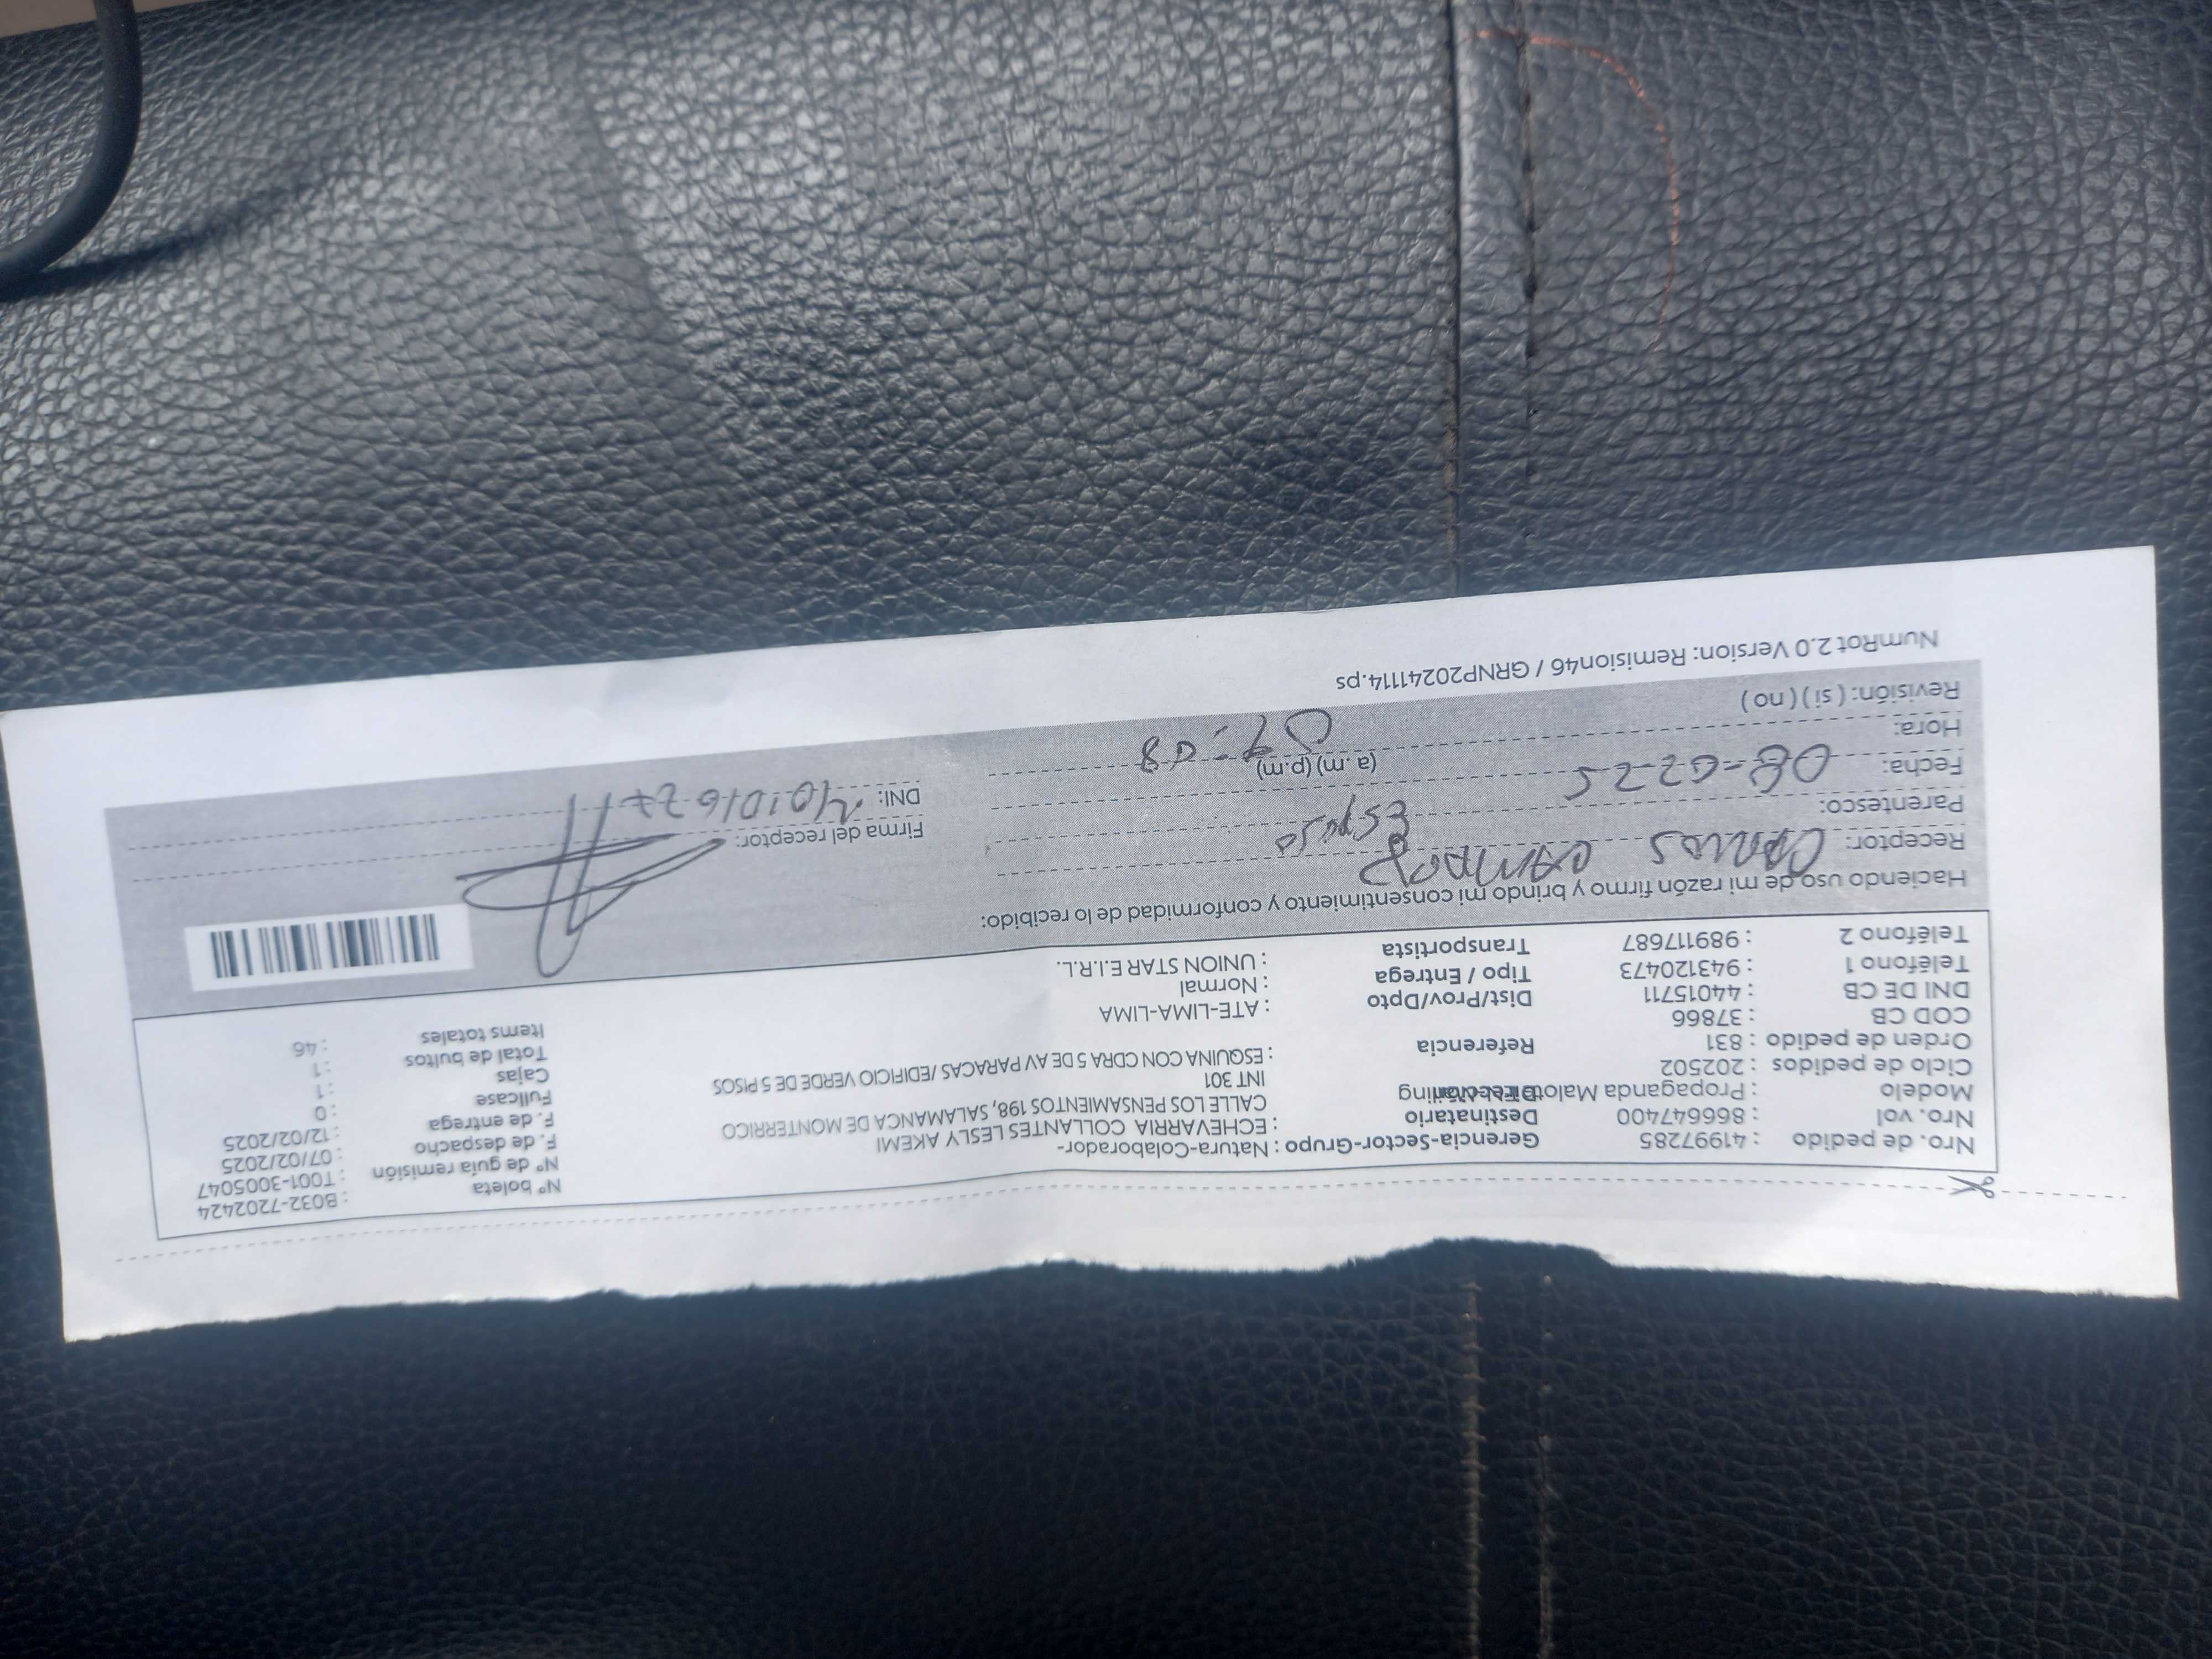 Nro. de pedido : 41997285
Nro. vol : 866647400
Modelo : Propaganda
Ciclo de pedidos : 202502
Orden de pedido : 831
COD CB : 37866
DNI DE CB : 44015711
Teléfono 1 : 943120473
Teléfono 2 : 989117687
Gerencia-Sector-Grupo : Natura-Colaborador-
Destinatario : ECHEVARRIA COLLANTES LESLY AKEMI
CALLE LOS PENSAMIENTOS 198, SALAMANCA DE MONTERRICO
INT 301
Referencia : ESQUINA CON CDRA 5 DE AV PARACAS /EDIFICIO VERDE DE 5 PISOS
Dist/Prov/Dpto : ATE-LIMA-LIMA
Tipo / Entrega : Normal
Transportista : UNION STAR E.I.R.L.
Nº boleta : B032-7202424
Nº de guia remisión : T001-3005047
F. de despacho : 07/02/2025
F. de entrega : 12/02/2025
Fullcase : 0
Cajas : 1
Total de bultos : 1
Items totales : 46
Haciendo uso de mi razón firmo y brindo mi consentimiento y conformidad de lo recibido:
Receptor: CARLOS CAMPOS
Parentesco: Esposo
Fecha: 08-02-25
Hora: (a. m) (p.m)
Revisión: ( si ) ( no )
Firma del receptor:
DNI:
NumRot 2.0 Version: Remision46 / GRNP20241114.ps